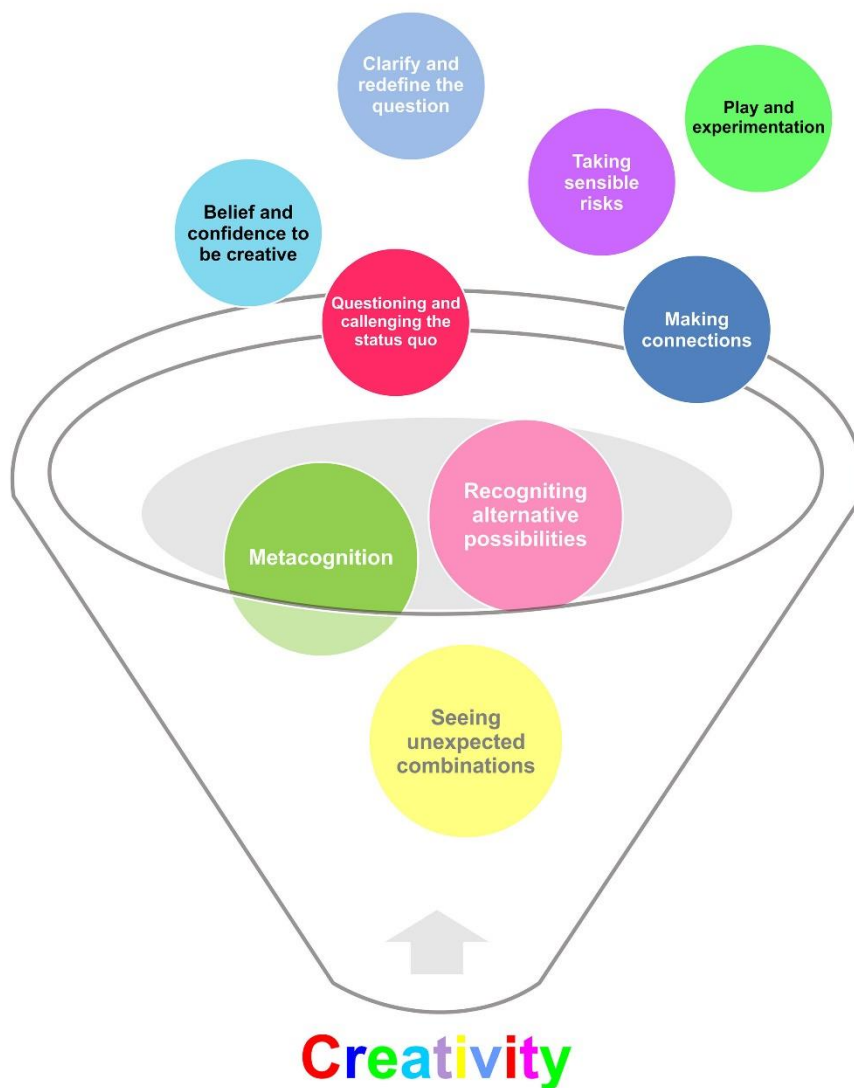 Clarify and
redefine the
question
Play and
experimentation
Taking
sensible
risks
Belief and
confidence to
be creative
Questioning and
callenging the
status quo
Making
connections
Recogniting
alternative
possibilities
Metacognition
Seeing
unexpected
combinations
Creativity